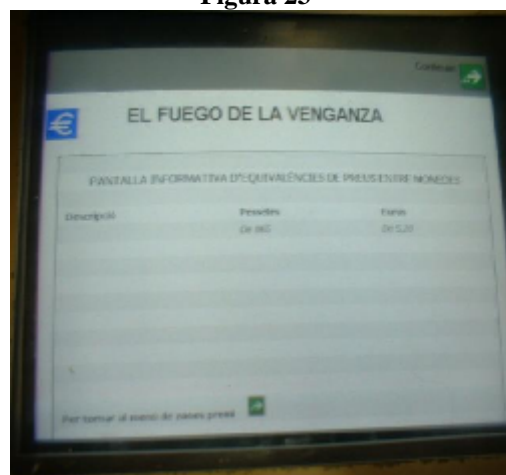 Figura 25
Continuar
€
EL FUEGO DE LA VENGANZA
PANTALLA INFORMATIVA D'EQUIVALÈNCIES DE PREUS ENTRE MONEDES
Descripció Pessetes Euros
De 865 De 5,20
Per tornar al menú de passes premi